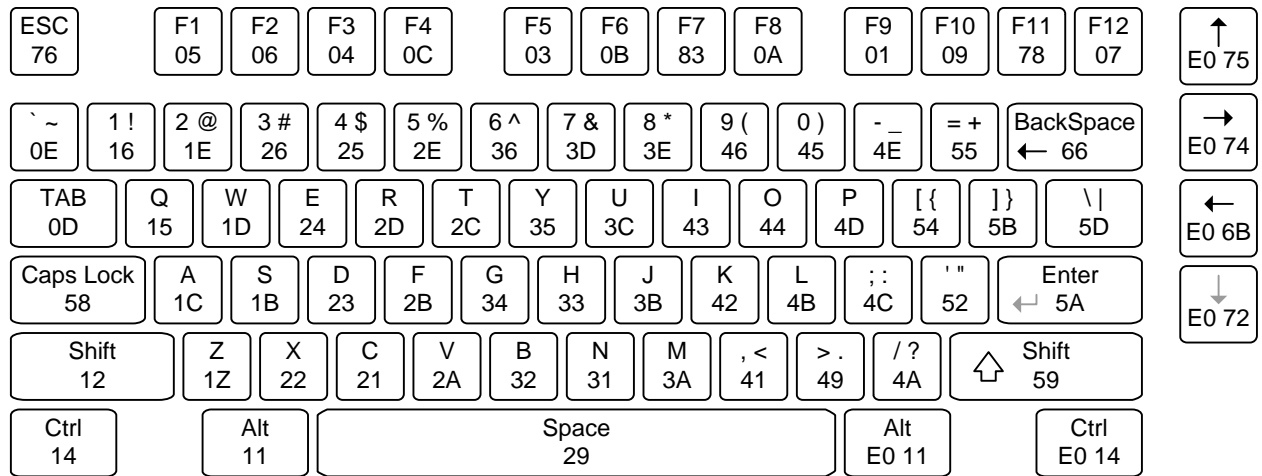 ESC F1 F2 F3 F4 F5 F6 F7 F8 F9 F10 F11 F12
76 05 06 04 0C 03 0B 83 0A 01 09 78 07
E0 75
` ~ 1 ! 2 @ 3 # 4 $ 5 % 6 ^ 7 & 8 * 9 ( 0 ) - _ = + BackSpace
0E 16 1E 26 25 2E 36 3D 3E 46 45 4E 55 ← 66
E0 74
TAB Q W E R T Y U I O P [ { ] } \ |
0D 15 1D 24 2D 2C 35 3C 43 44 4D 54 5B 5D
E0 6B
Caps Lock A S D F G H J K L ; : ' " Enter
58 1C 1B 23 2B 34 33 3B 42 4B 4C 52 5A
E0 72
Shift Z X C V B N M , < > . / ? Shift
12 1Z 22 21 2A 32 31 3A 41 49 4A 59
Ctrl Alt Space Alt Ctrl
14 11 29 E0 11 E0 14